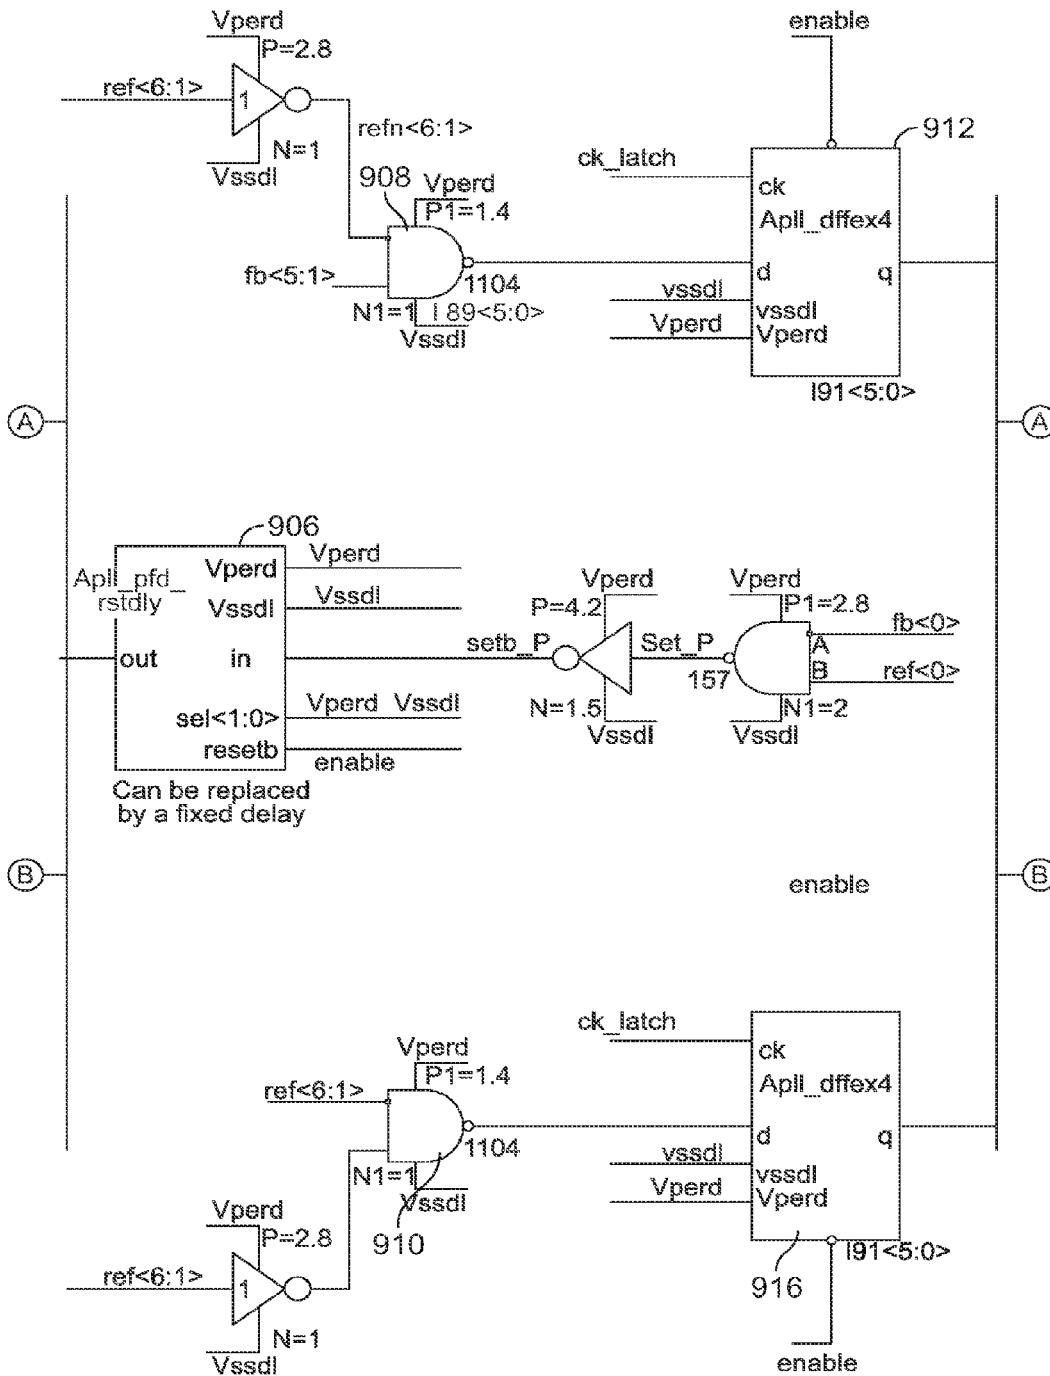 Vperd
P=2.8
ref<6:1>
1
refn<6:1>
N=1
Vssdl
908
Vperd
P1=1.4
fb<5:1>
1104
N1=1
I 89<5:0>
Vssdl
enable
912
ck_latch
ck
Apll_dffex4
d
q
vssdl
vssdl
Vperd
Vperd
I91<5:0>
A
A
906
Apll_pfd_
rstdly
Vperd
Vperd
Vssdl
Vssdl
out
in
setb_P
sel<1:0>
Vperd Vssdl
resetb
enable
Can be replaced
by a fixed delay
Vperd
P=4.2
N=1.5
Vssdl
Set_P
Vperd
P1=2.8
fb<0>
A
B
ref<0>
157
N1=2
Vssdl
B
B
enable
ck_latch
ck
Apll_dffex4
d
q
vssdl
vssdl
Vperd
Vperd
916
I91<5:0>
enable
Vperd
P1=1.4
ref<6:1>
1104
N1=1
Vssdl
910
Vperd
P=2.8
ref<6:1>
1
N=1
Vssdl